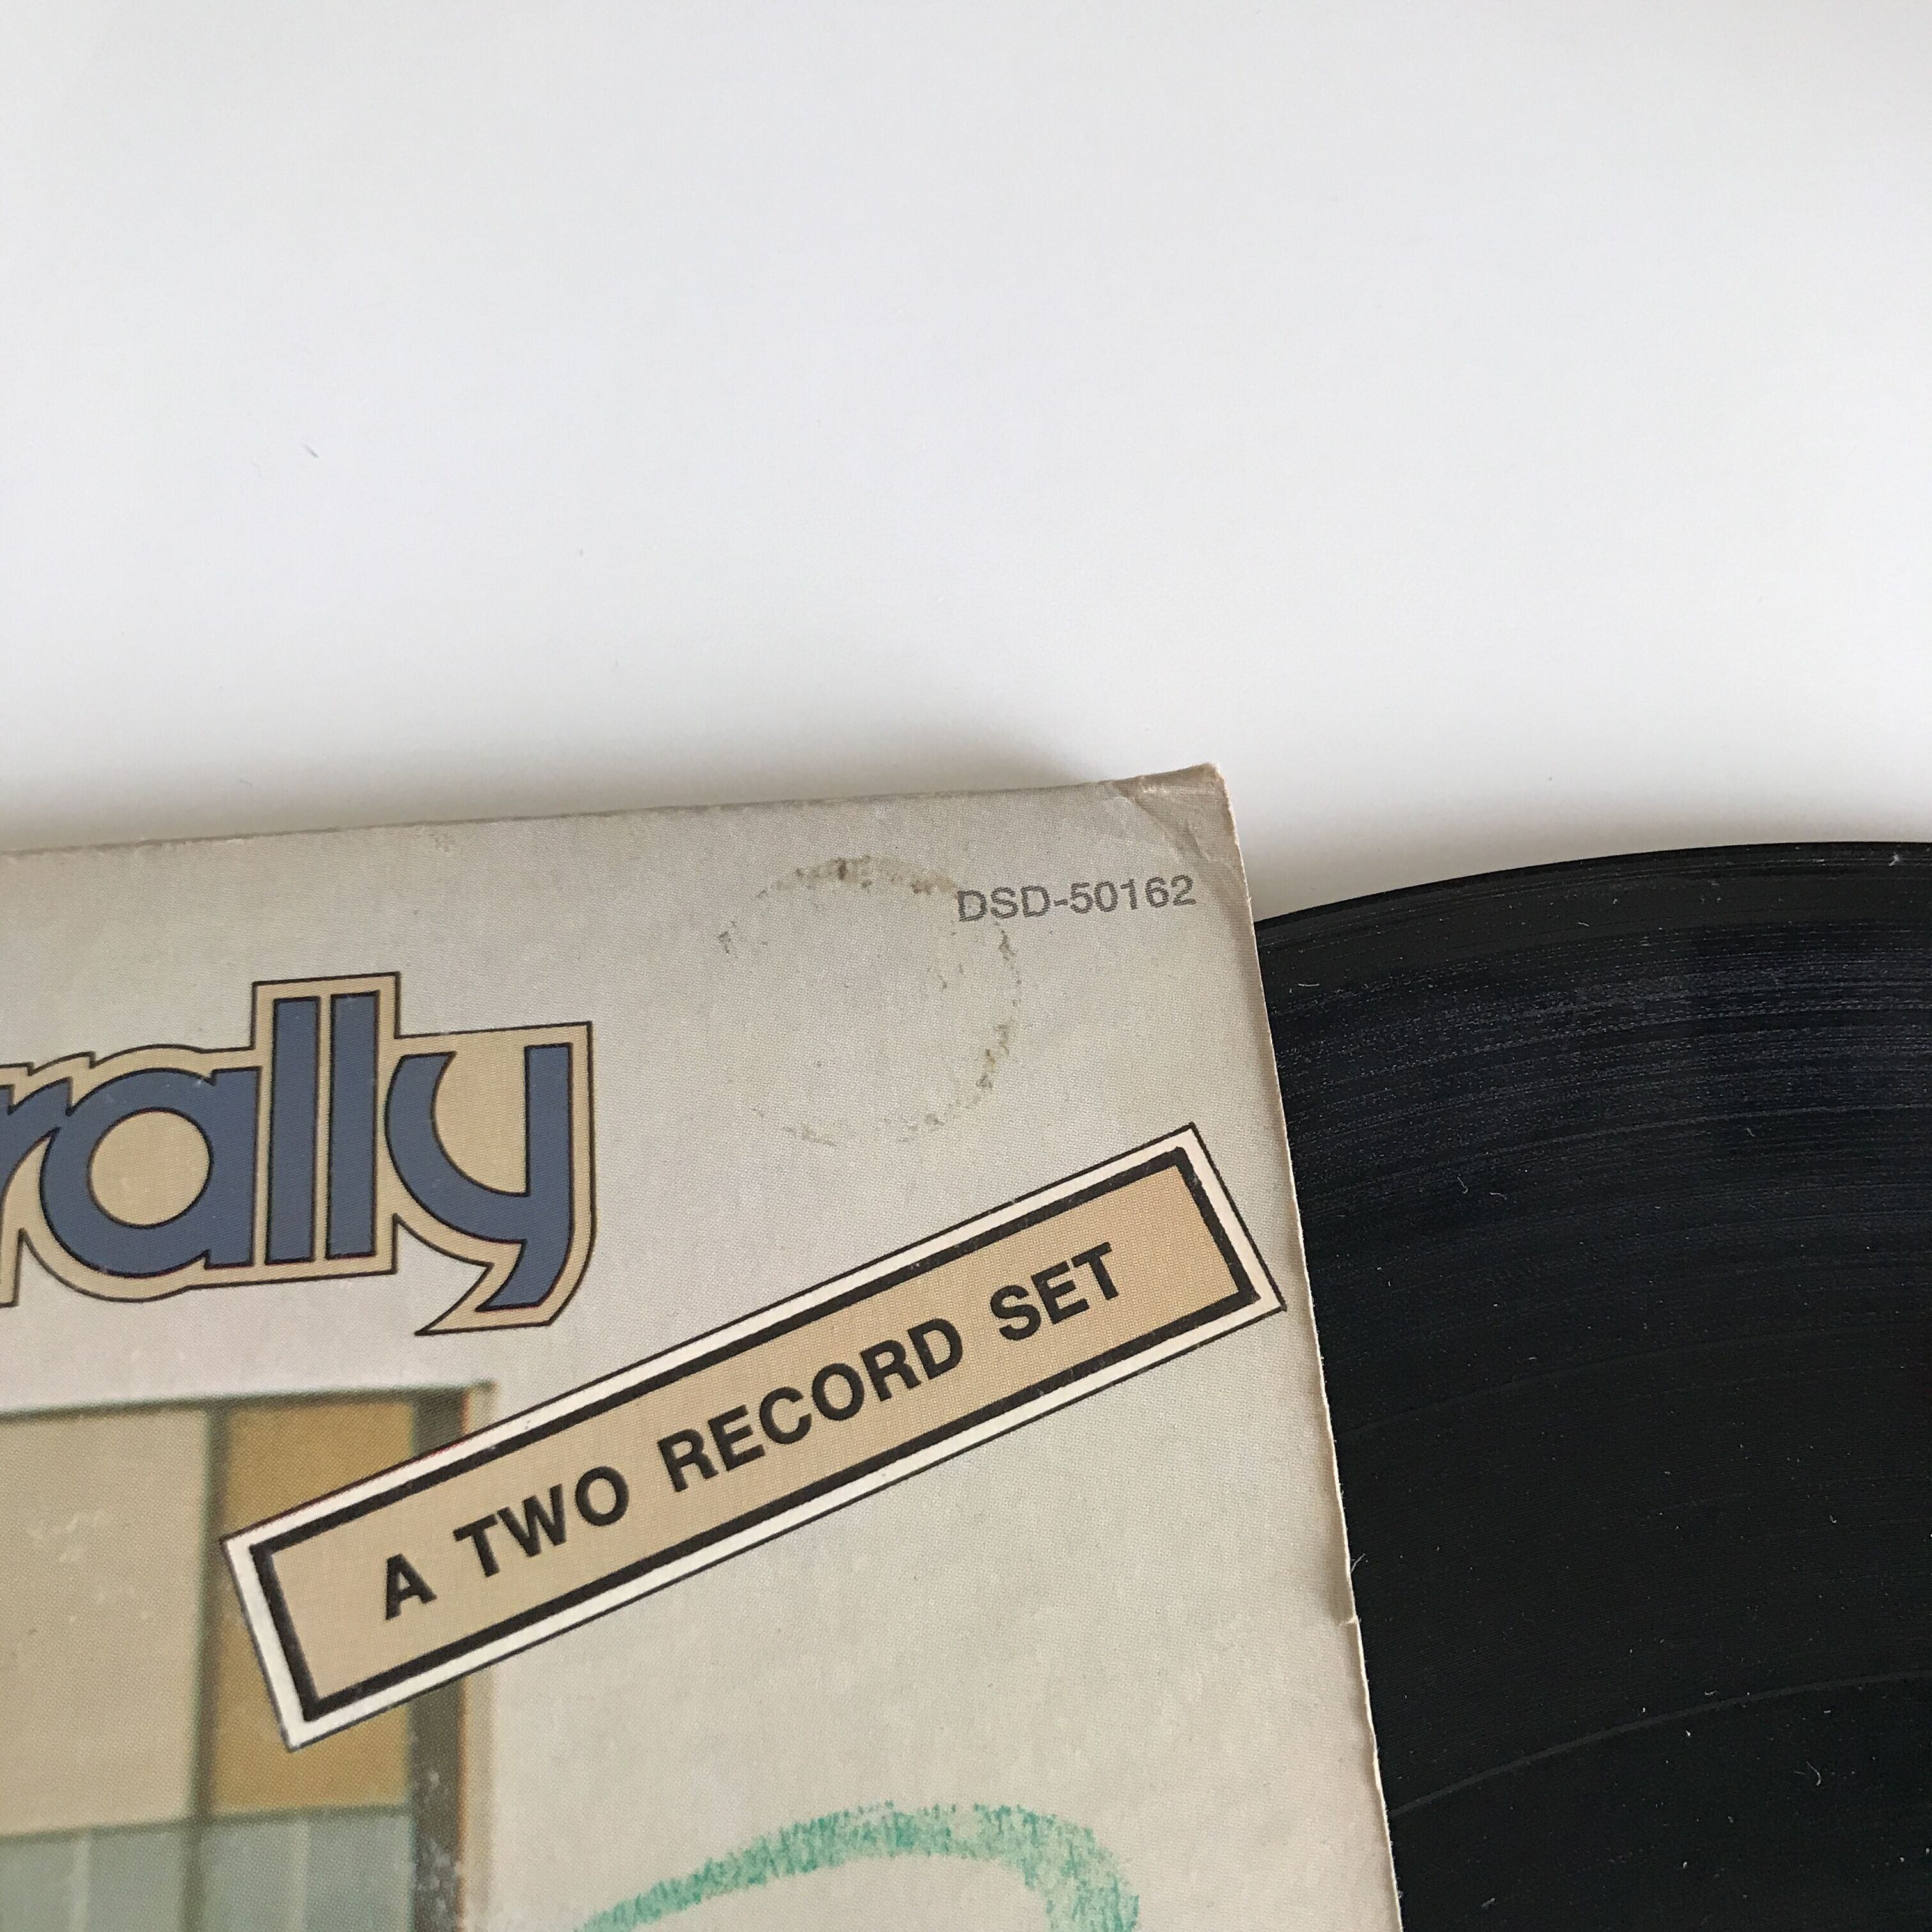 DSD-50162
rally
A TWO RECORD SET